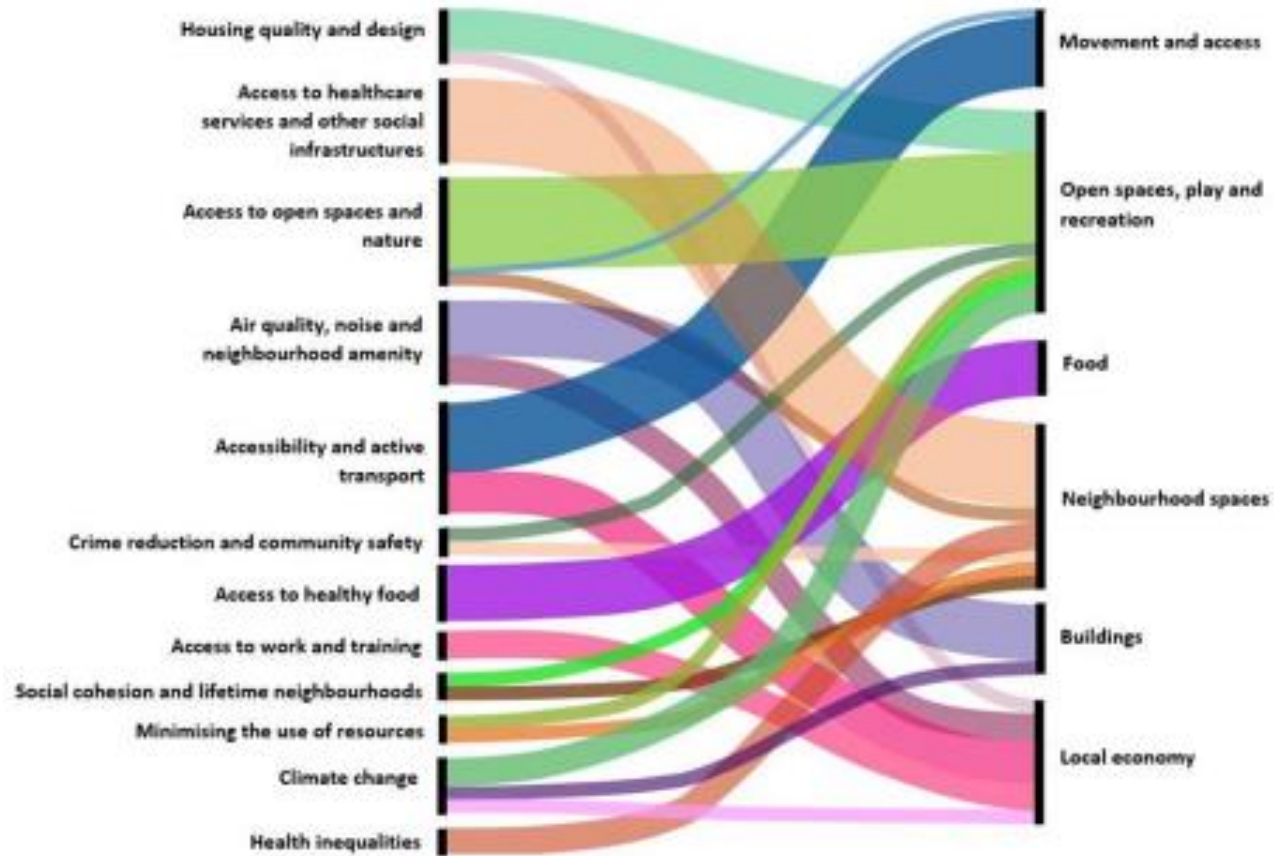 Housing quality and design
Access to healthcare
services and other social
infrastructures
Access to open spaces and
nature
Air quality, noise and
neighbourhood amenity
Accessibility and active
transport
Crime reduction and community safety
Access to healthy food
Access to work and training
Social cohesion and lifetime neighbourhoods
Minimising the use of resources
Climate change
Health inequalities
Movement and access
Open spaces, play and
recreation
Food
Neighbourhood spaces
Buildings
Local economy